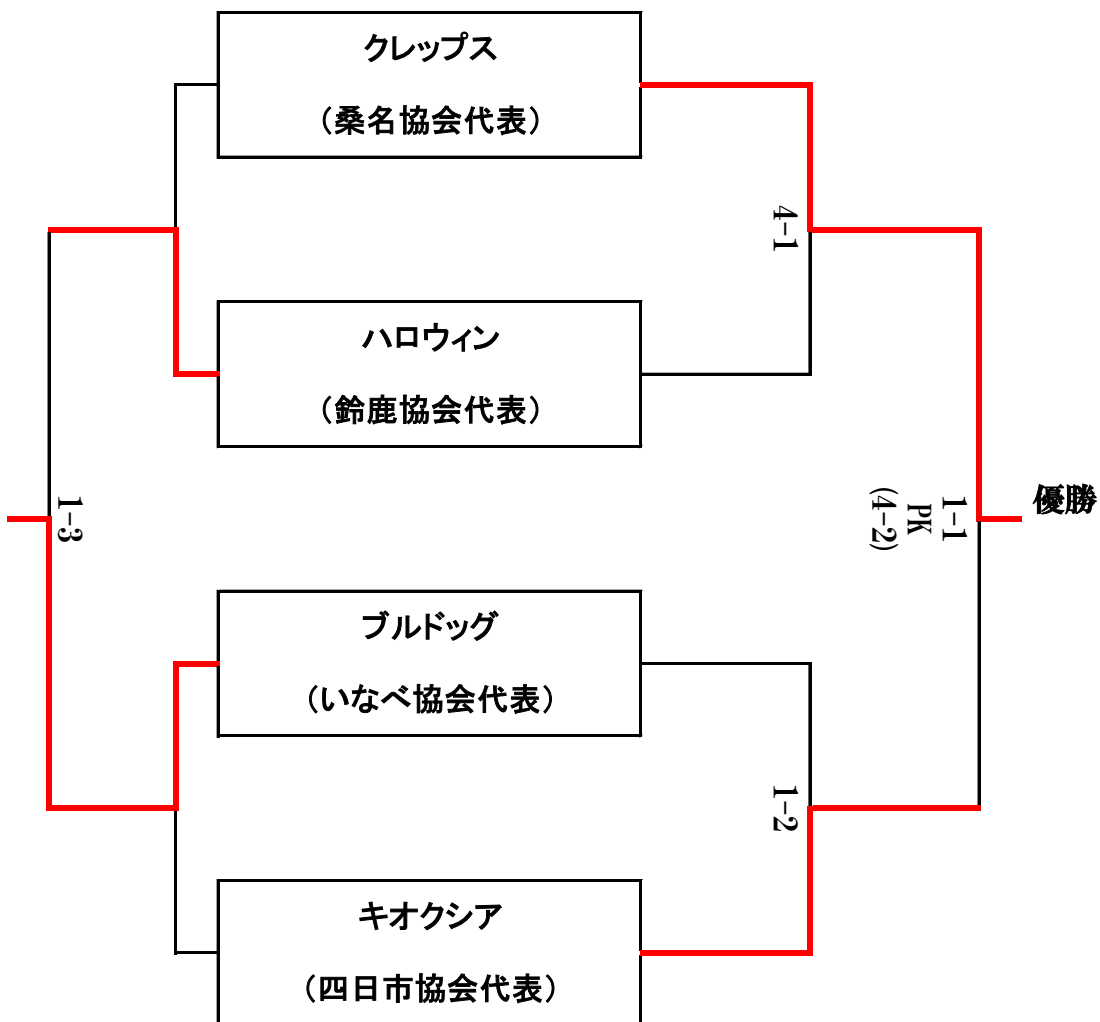 クレップス
（桑名協会代表）
4-1
ハロウィン
（鈴鹿協会代表）
1-3
1-1
PK
(4-2)
優勝
ブルドッグ
（いなべ協会代表）
1-2
キオクシア
（四日市協会代表）